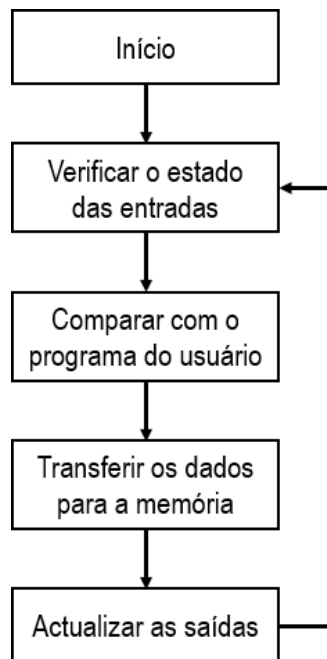 Início
Verificar o estado
das entradas
Comparar com o
programa do usuário
Transferir os dados
para a memória
Actualizar as saídas